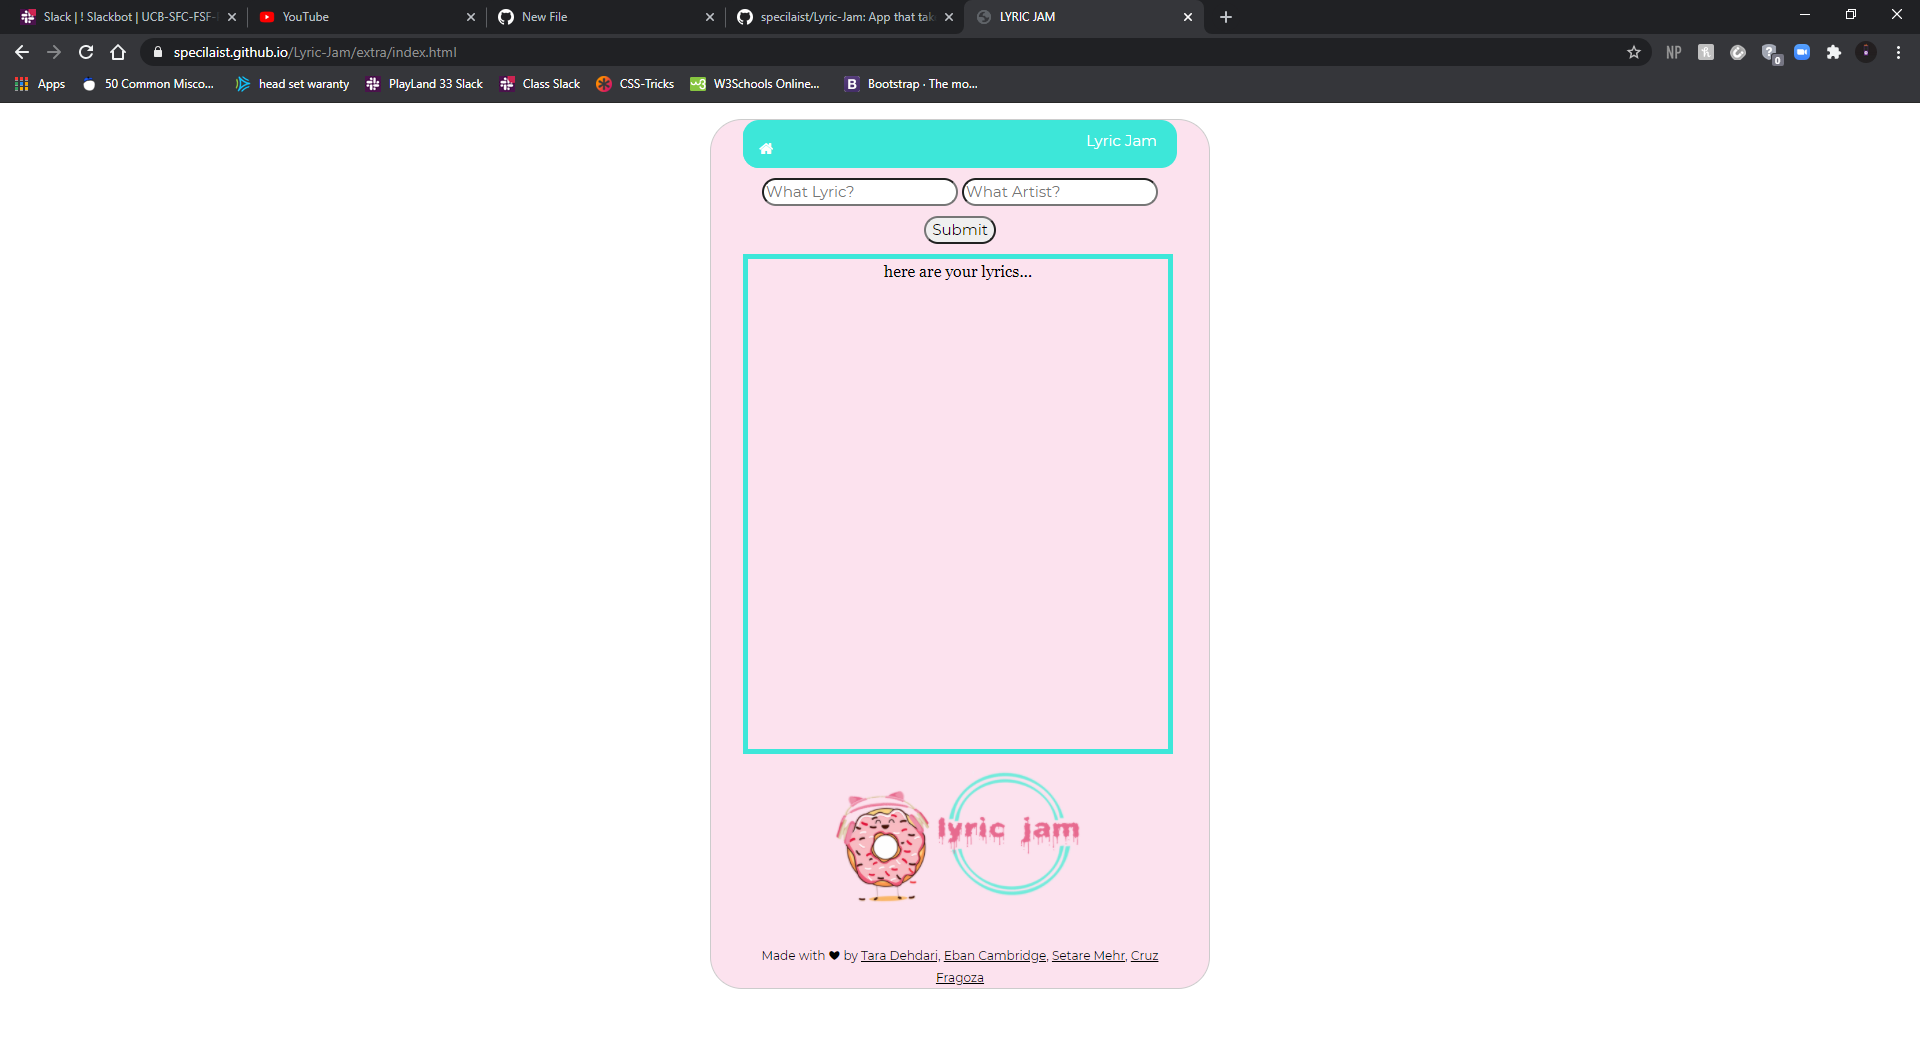 Slack | ! Slackbot | UCB-SFC-FSF-
YouTube
New File
specilaist/Lyric-Jam: App that tak
LYRIC JAM
specilaist.github.io/Lyric-Jam/extra/index.html
NP
0
Apps
50 Common Misco...
head set waranty
PlayLand 33 Slack
Class Slack
CSS-Tricks
W3Schools Online...
B
Bootstrap · The mo...
Lyric Jam
What Lyric?
What Artist?
Submit
here are your lyrics...
lyric jam
Made with ♥ by Tara Dehdari, Eban Cambridge, Setare Mehr, Cruz
Fragoza